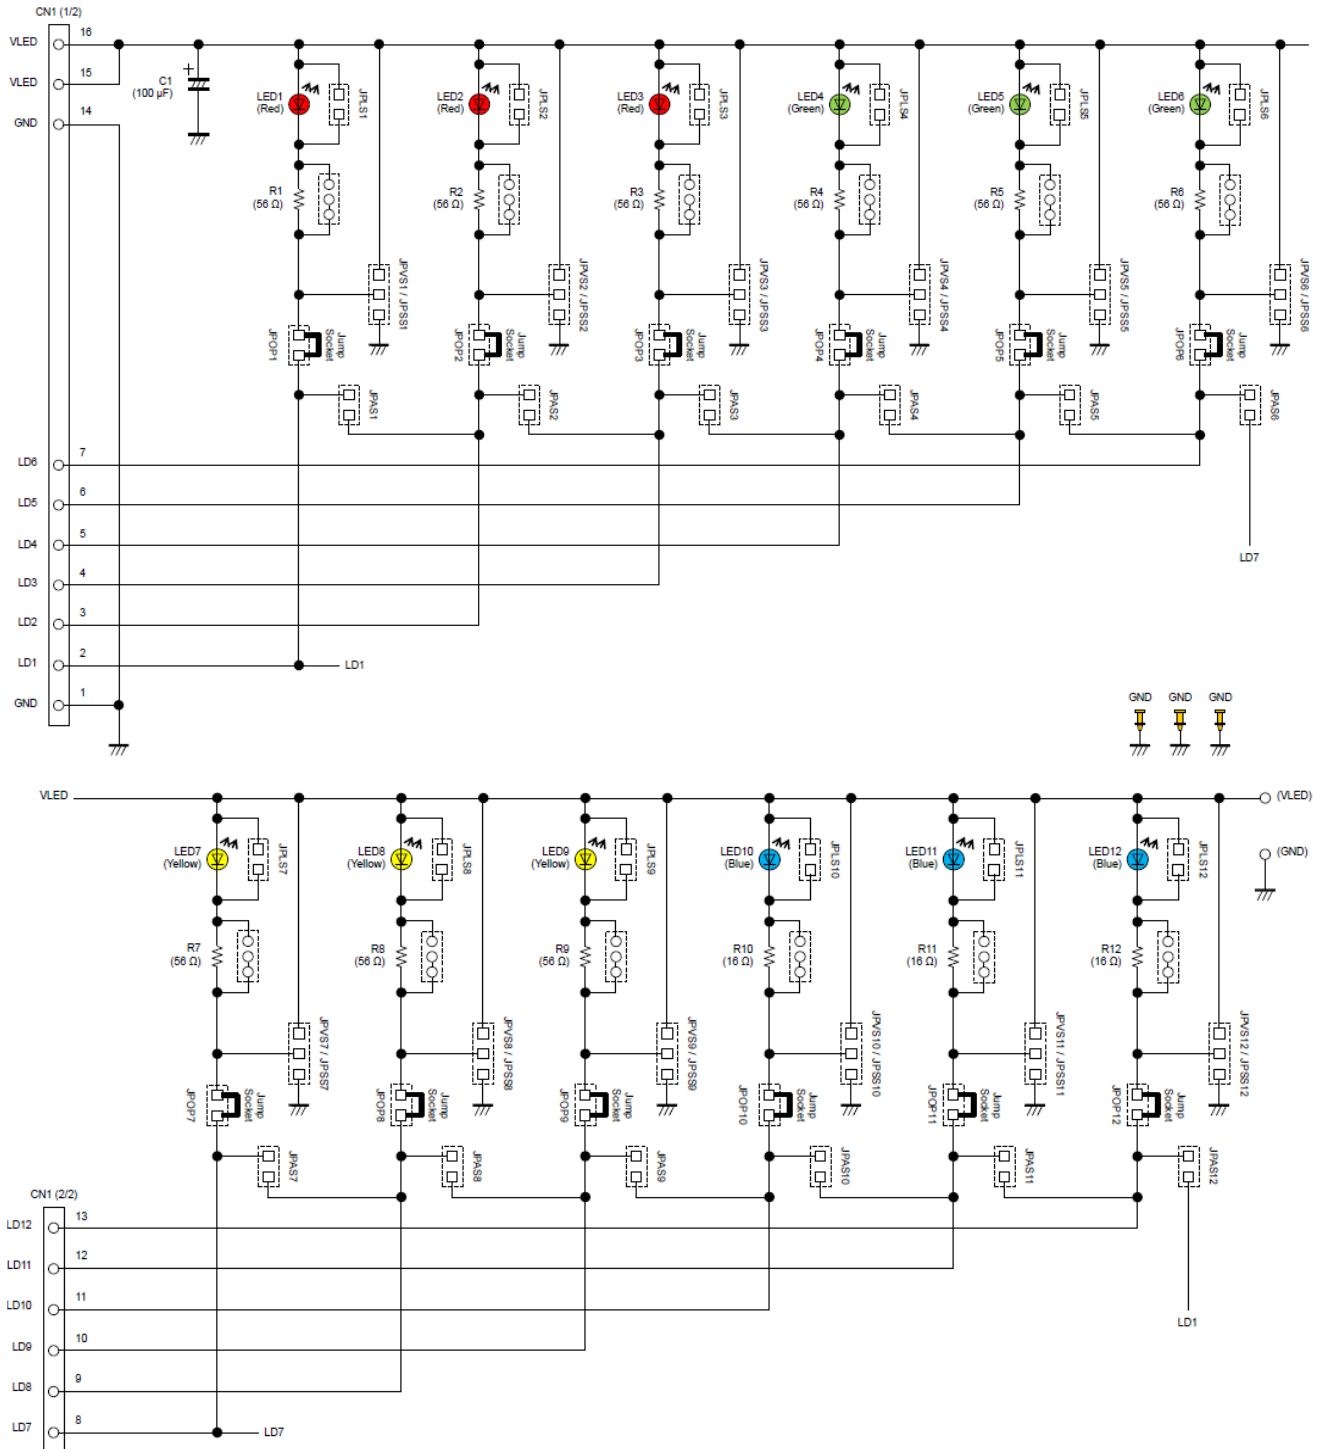 CN1 (1/2)
VLED 16
VLED 15
GND 14
C1
(100 µF)
LED1
(Red)
JPLS1
LED2
(Red)
JPLS2
LED3
(Red)
JPLS3
LED4
(Green)
JPLS4
LED5
(Green)
JPLS5
LED6
(Green)
JPLS6
R1
(56 Ω)
R2
(56 Ω)
R3
(56 Ω)
R4
(56 Ω)
R5
(56 Ω)
R6
(56 Ω)
JPVS1 / JPSS1
JPVS2 / JPSS2
JPVS3 / JPSS3
JPVS4 / JPSS4
JPVS5 / JPSS5
JPVS6 / JPSS6
JPOP1
Jump
Socket
JPOP2
Jump
Socket
JPOP3
Jump
Socket
JPOP4
Jump
Socket
JPOP5
Jump
Socket
JPOP6
Jump
Socket
JPAS1
JPAS2
JPAS3
JPAS4
JPAS5
JPAS6
LD6 7
LD5 6
LD4 5
LD3 4
LD2 3
LD1 2
GND 1
LD7
LD1
GND GND GND
VLED
(VLED)
(GND)
LED7
(Yellow)
JPLS7
LED8
(Yellow)
JPLS8
LED9
(Yellow)
JPLS9
LED10
(Blue)
JPLS10
LED11
(Blue)
JPLS11
LED12
(Blue)
JPLS12
R7
(56 Ω)
R8
(56 Ω)
R9
(56 Ω)
R10
(16 Ω)
R11
(16 Ω)
R12
(16 Ω)
JPVS7 / JPSS7
JPVS8 / JPSS8
JPVS9 / JPSS9
JPVS10 / JPSS10
JPVS11 / JPSS11
JPVS12 / JPSS12
JPOP7
Jump
Socket
JPOP8
Jump
Socket
JPOP9
Jump
Socket
JPOP10
Jump
Socket
JPOP11
Jump
Socket
JPOP12
Jump
Socket
JPAS7
JPAS8
JPAS9
JPAS10
JPAS11
JPAS12
CN1 (2/2)
LD12 13
LD11 12
LD10 11
LD9 10
LD8 9
LD7 8
LD1
LD7